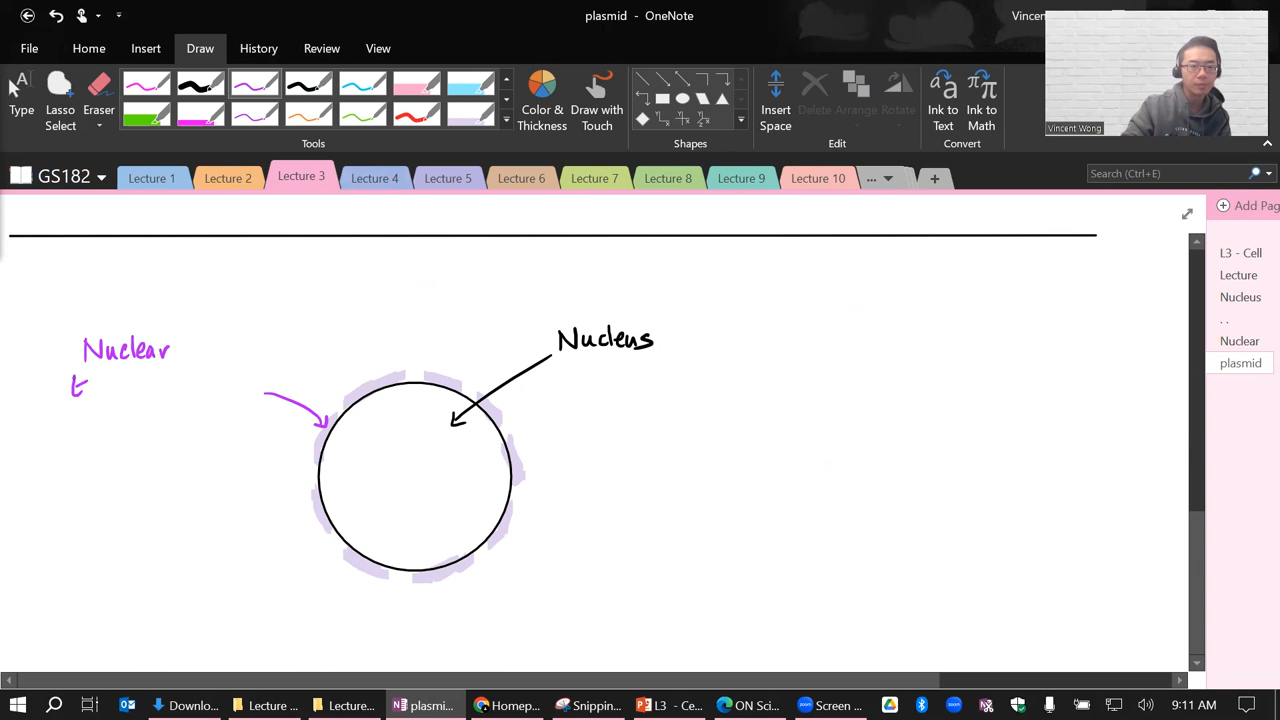 plasmid - OneNote
Vincen
File Home Insert Draw History Review View
Type
Lasso Select
Eraser
Color & Thick
Draw with Touch
Insert Space
Delete Arrange Rotate
Ink to Text
Ink to Math
Tools
Shapes
Edit
Convert
Vincent Wong
GS182
Lecture 1 Lecture 2 Lecture 3 Lecture 4 Lecture 5 Lecture 6 Lecture 7 Lecture 8 Lecture 9 Lecture 10 ...
Search (Ctrl+E)
Add Pag
L3 - Cell
Lecture
Nucleus
. .
Nuclear
plasmid
Nucleus
Nuclear
t
Downlo... Lecture ... Lecture... plasmi... Homep... Snippin... L3 - Ce... ON Sci... Screen ... 9:11 AM